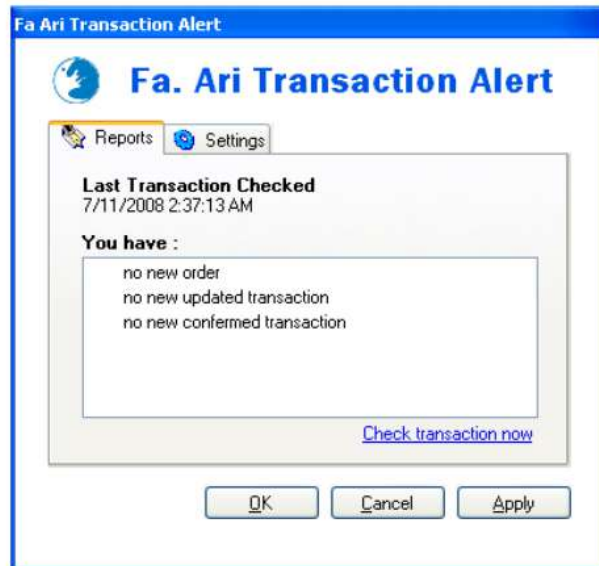 Fa Ari Transaction Alert
Fa. Ari Transaction Alert
Reports Settings
Last Transaction Checked
7/11/2008 2:37:13 AM
You have :
no new order
no new updated transaction
no new confermed transaction
Check transaction now
OK Cancel Apply